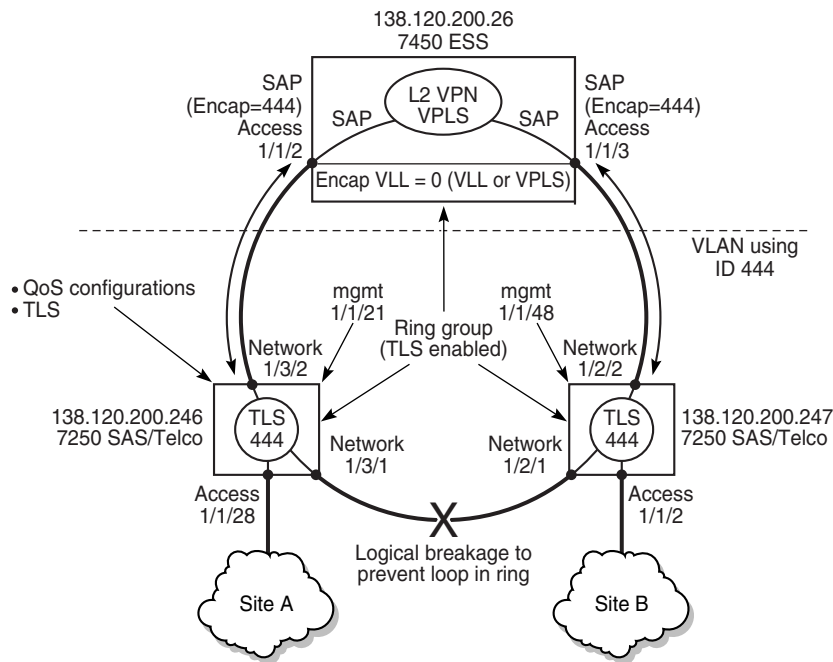 138.120.200.26
7450 ESS
SAP
(Encap=444)
Access
1/1/2
L2 VPN
VPLS
SAP
SAP
SAP
(Encap=444)
Access
1/1/3
Encap VLL = 0 (VLL or VPLS)
VLAN using
ID 444
• QoS configurations
• TLS
mgmt
1/1/21
Ring group
(TLS enabled)
mgmt
1/1/48
Network
1/3/2
Network
1/2/2
138.120.200.246
7250 SAS/Telco
TLS
444
Network
1/3/1
Network
1/2/1
TLS
444
138.120.200.247
7250 SAS/Telco
Access
1/1/28
X
Access
1/1/2
Logical breakage to
prevent loop in ring
Site A
Site B